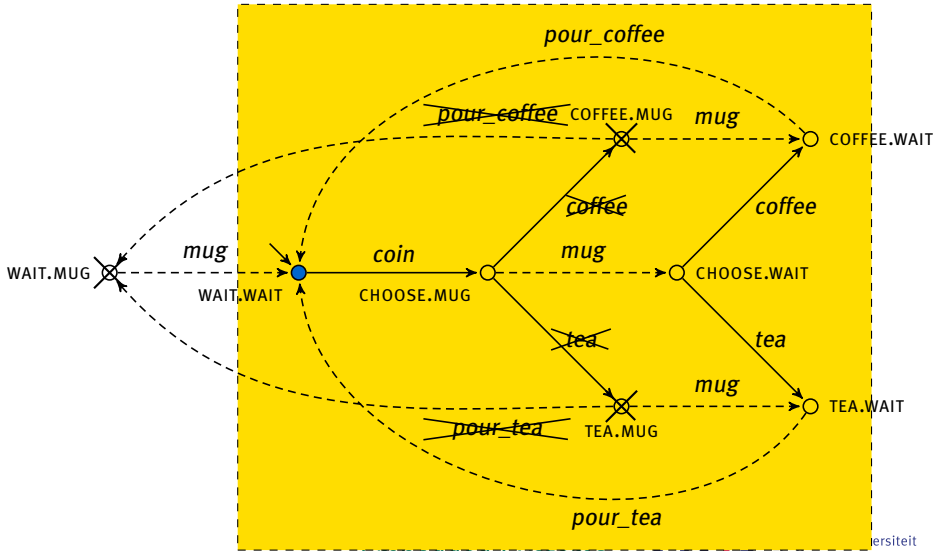 pour_coffee
pour_coffee
COFFEE.MUG
mug
COFFEE.WAIT
coffee
coffee
mug
coin
mug
WAIT.MUG
CHOOSE.WAIT
WAIT.WAIT
CHOOSE.MUG
tea
tea
mug
TEA.WAIT
pour_tea
TEA.MUG
pour_tea
ersiteit